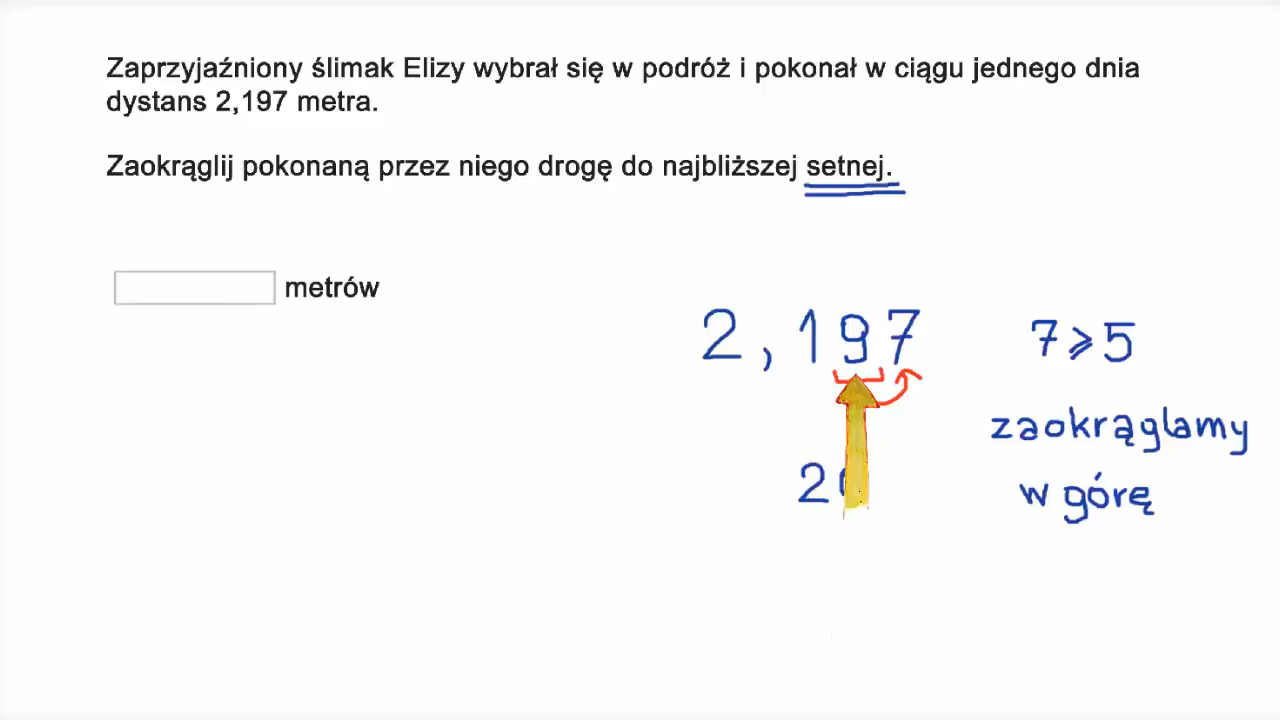 Zaprzyjaźniony ślimak Elizy wybrał się w podróż i pokonał w ciągu jednego dnia
dystans 2,197 metra.
Zaokrąglij pokonaną przez niego drogę do najbliższej setnej.
metrów
2,197
7⩾5
zaokrąglamy
w górę
2